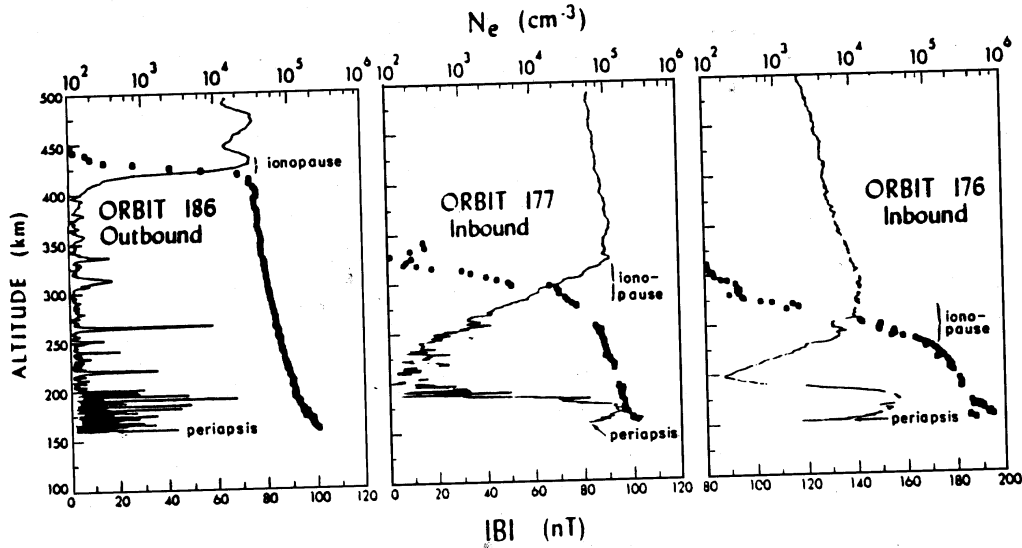 Ne (cm-3)
10² 10³ 10⁴ 10⁵ 10⁶
10² 10³ 10⁴ 10⁵ 10⁶
10² 10³ 10⁴ 10⁵ 10⁶
500
450
400
350
300
250
200
150
100
ALTITUDE (km)
ionopause
ORBIT 186
Outbound
periapsis
ORBIT 177
Inbound
iono-
pause
periapsis
ORBIT 176
Inbound
iono-
pause
periapsis
0 20 40 60 80 100 120
0 20 40 60 80 100 120
80 100 120 140 160 180 200
|B| (nT)